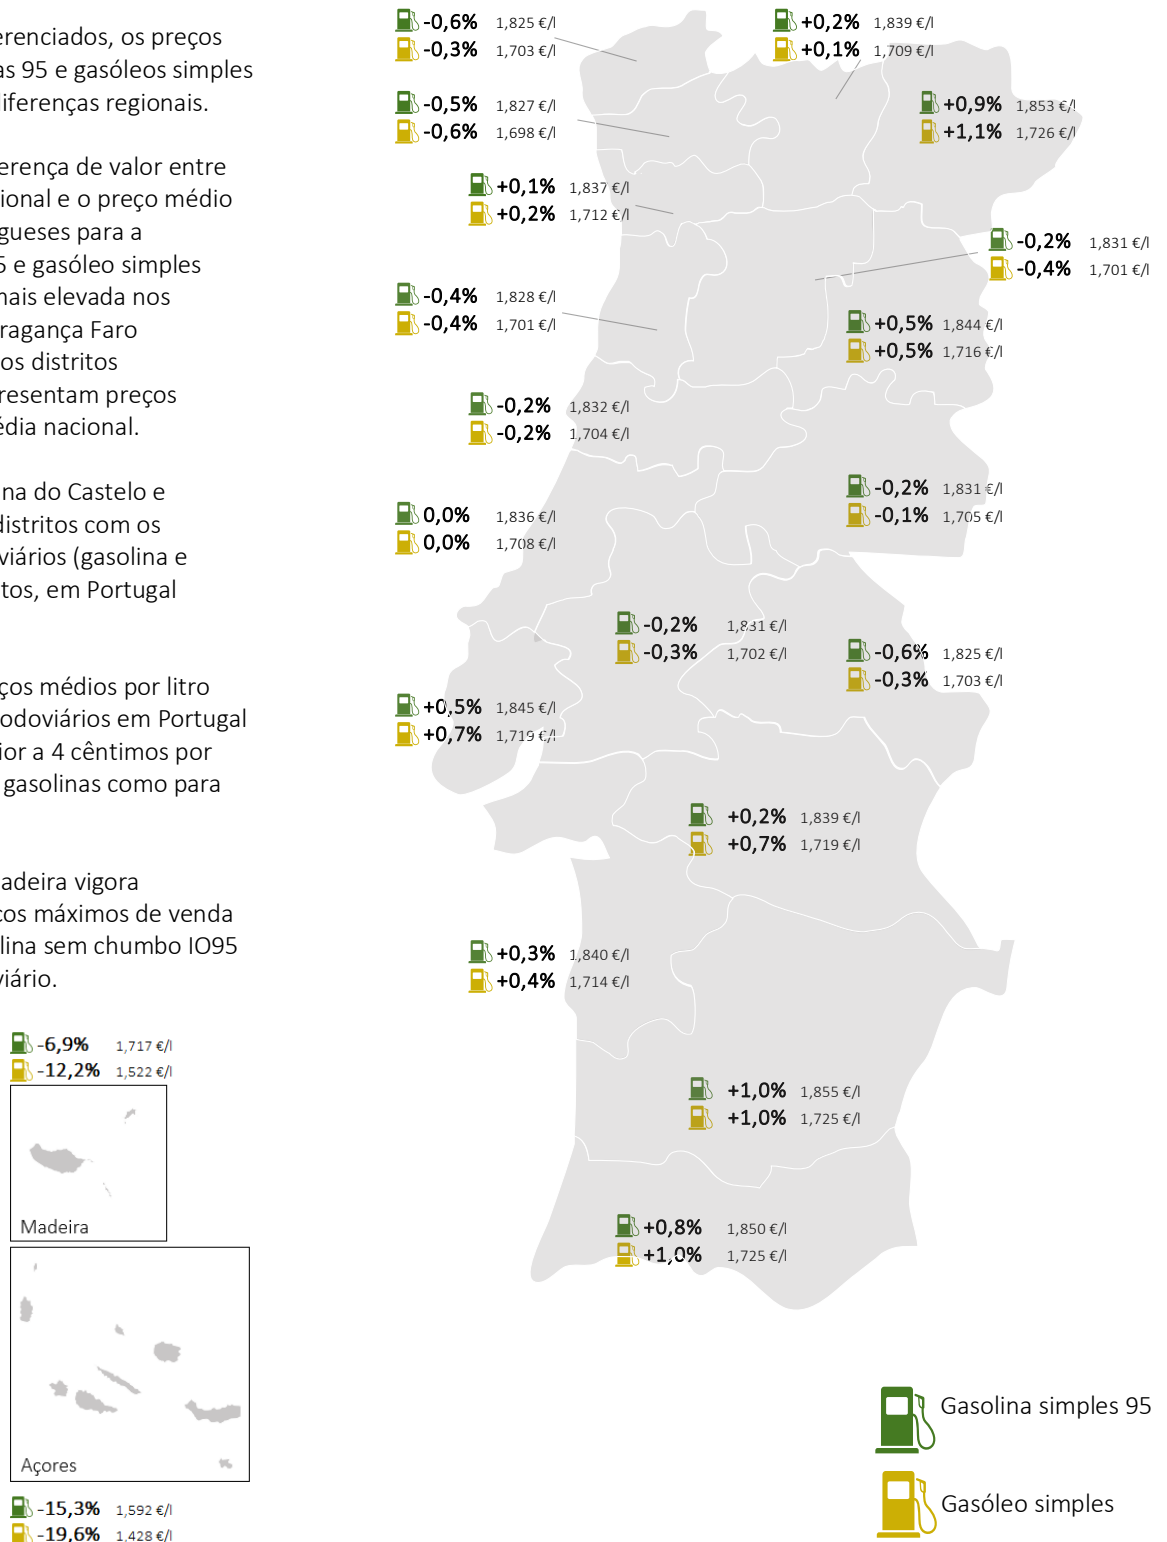 erenciados, os preços
as 95 e gasóleos simples
diferenças regionais.
erença de valor entre
ional e o preço médio
gueses para a
5 e gasóleo simples
mais elevada nos
ragança Faro
os distritos
presentam preços
édia nacional.
na do Castelo e
distritos com os
viários (gasolina e
tos, em Portugal
ços médios por litro
rodoviários em Portugal
rior a 4 cêntimos por
gasolinas como para
ladeira vigora
ços máximos de venda
lina sem chumbo IO95
viário.
-0,6% 1,825 €/l
-0,3% 1,703 €/l
+0,2% 1,839 €/l
+0,1% 1,709 €/l
-0,5% 1,827 €/l
-0,6% 1,698 €/l
+0,9% 1,853 €/l
+1,1% 1,726 €/l
+0,1% 1,837 €/l
+0,2% 1,712 €/l
-0,2% 1,831 €/l
-0,4% 1,701 €/l
-0,4% 1,828 €/l
-0,4% 1,701 €/l
+0,5% 1,844 €/l
+0,5% 1,716 €/l
-0,2% 1,832 €/l
-0,2% 1,704 €/l
-0,2% 1,831 €/l
-0,1% 1,705 €/l
0,0% 1,836 €/l
0,0% 1,708 €/l
-0,2% 1,831 €/l
-0,3% 1,702 €/l
-0,6% 1,825 €/l
-0,3% 1,703 €/l
+0,5% 1,845 €/l
+0,7% 1,719 €/l
+0,2% 1,839 €/l
+0,7% 1,719 €/l
+0,3% 1,840 €/l
+0,4% 1,714 €/l
+1,0% 1,855 €/l
+1,0% 1,725 €/l
+0,8% 1,850 €/l
+1,0% 1,725 €/l
-6,9% 1,717 €/l
-12,2% 1,522 €/l
Madeira
Açores
-15,3% 1,592 €/l
-19,6% 1,428 €/l
Gasolina simples 95
Gasóleo simples